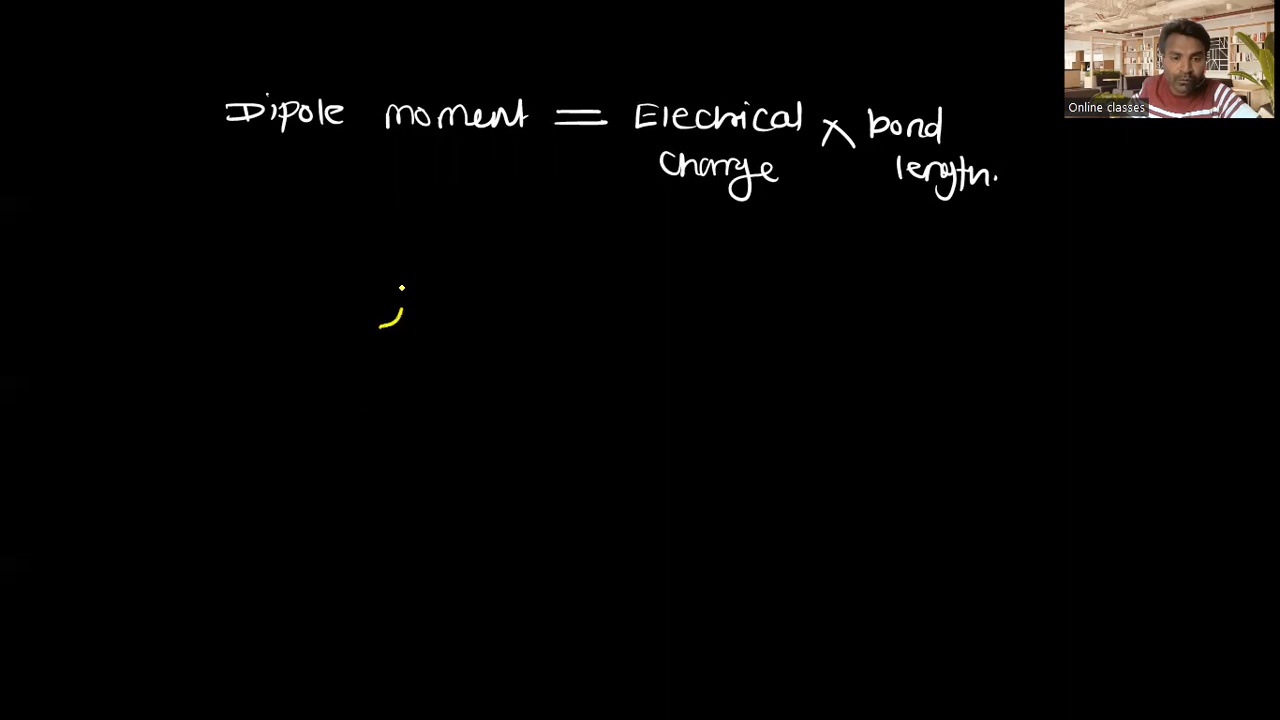 Dipole moment = Electrical × bond
charge length.
Online classes